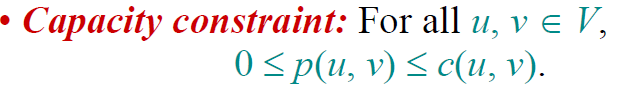 • Capacity constraint: For all u, v ∈ V,
0 ≤ p(u, v) ≤ c(u, v).